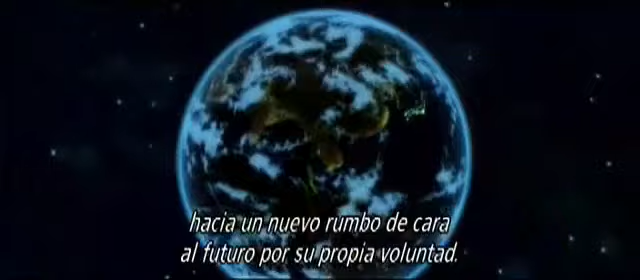 hacia un nuevo rumbo de cara
al futuro por su propia voluntad.